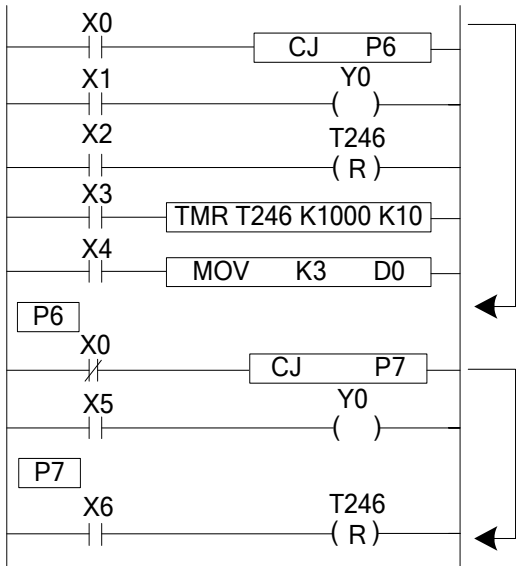 X0
CJ P6
X1 Y0
( )
X2 T246
( R )
X3
TMR T246 K1000 K10
X4
MOV K3 D0
P6
X0
CJ P7
X5 Y0
( )
P7
X6 T246
( R )